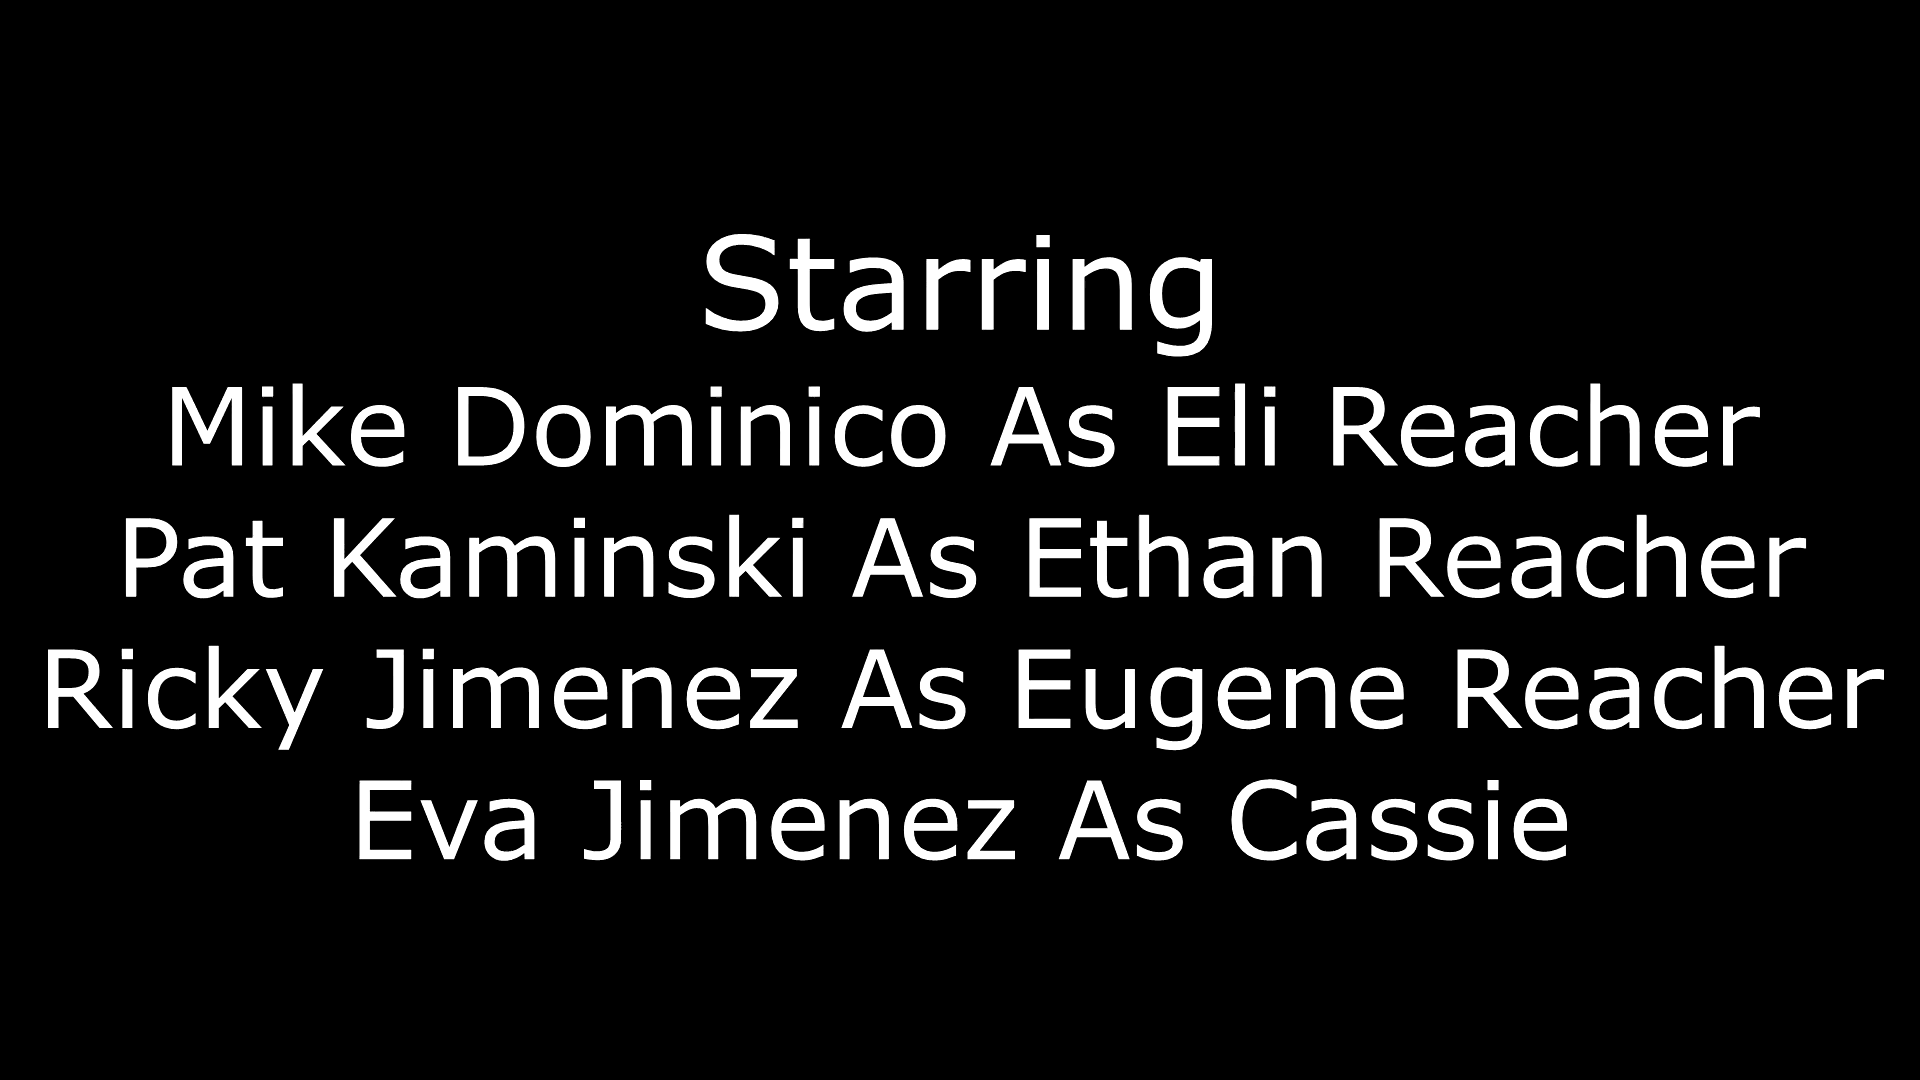 Starring
Mike Dominico As Eli Reacher
Pat Kaminski As Ethan Reacher
Ricky Jimenez As Eugene Reacher
Eva Jimenez As Cassie